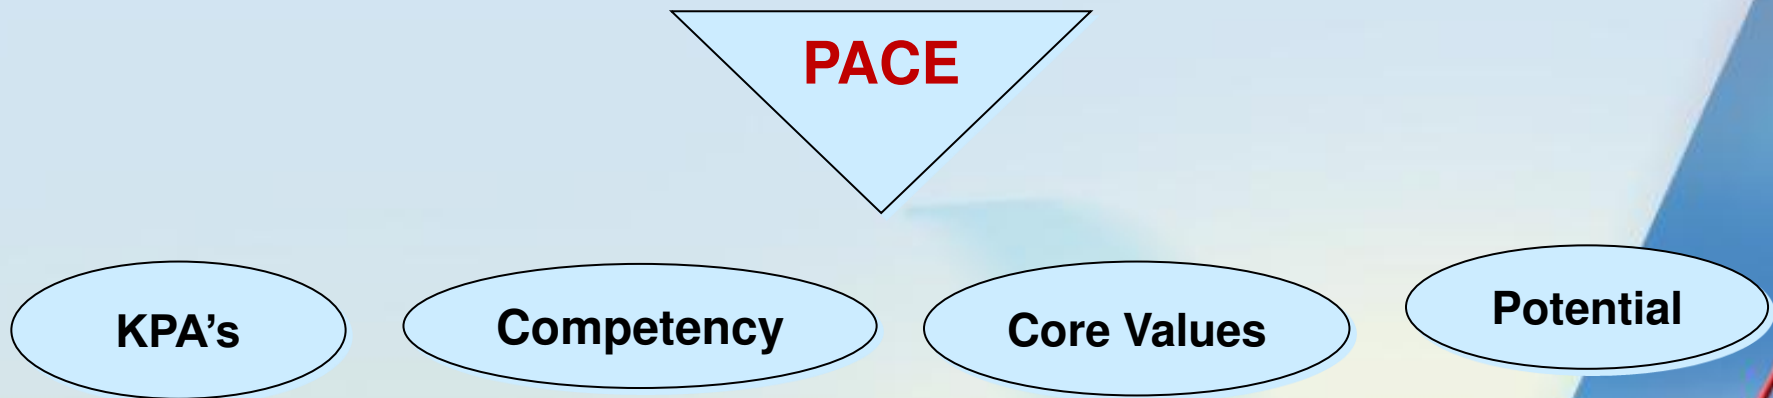 PACE
KPA’s
Competency
Core Values
Potential